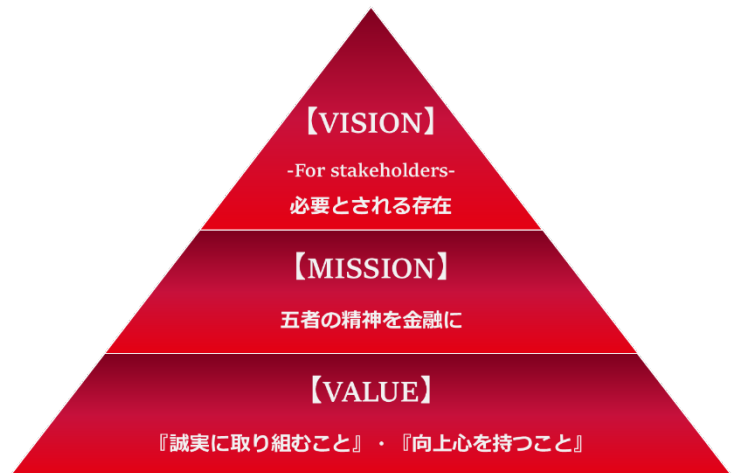 【VISION】
-For stakeholders-
必要とされる存在
【MISSION】
五者の精神を金融に
【VALUE】
『誠実に取り組むこと』・『向上心を持つこと』